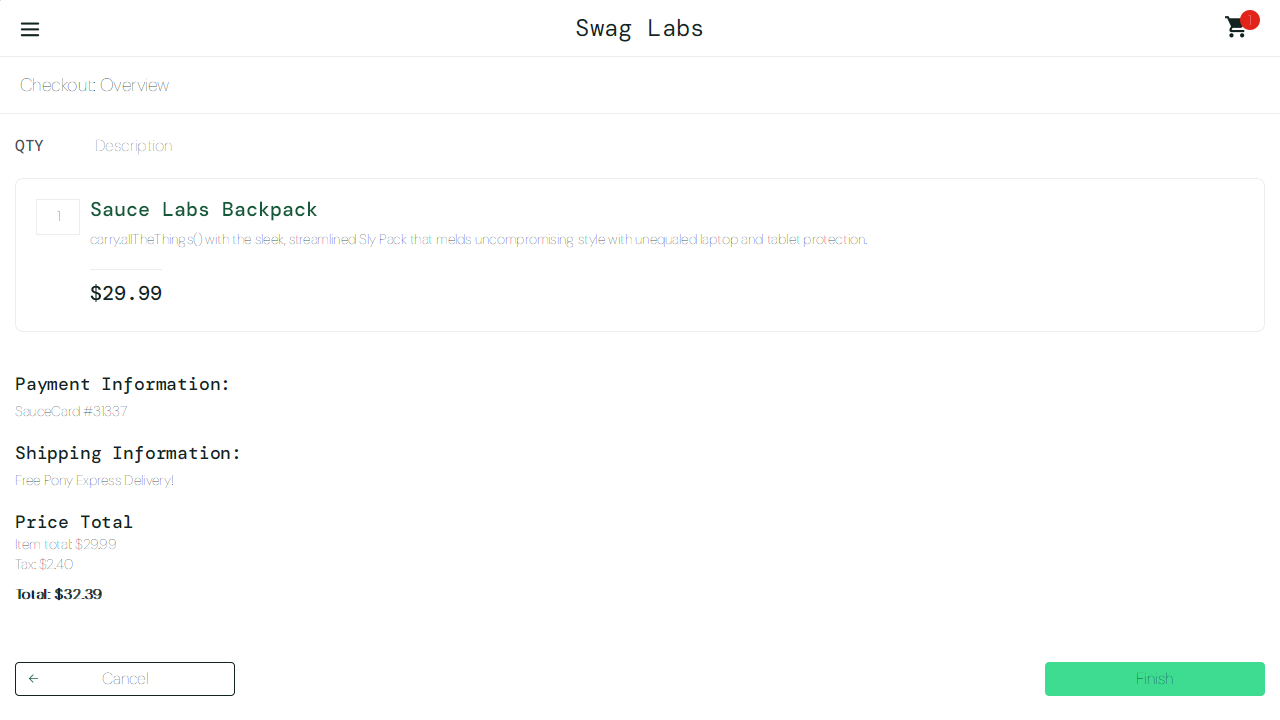 Swag Labs
1
Checkout: Overview
QTY
Description
1
Sauce Labs Backpack
carry.allTheThings() with the sleek, streamlined Sly Pack that melds uncompromising style with unequaled laptop and tablet protection.
$29.99
Payment Information:
SauceCard #31337
Shipping Information:
Free Pony Express Delivery!
Price Total
Item total: $29.99
Tax: $2.40
Total: $32.39
Cancel
Finish